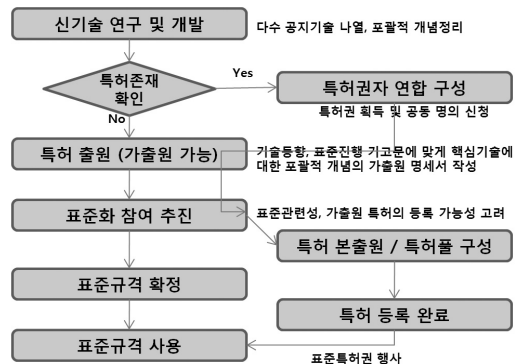 신기술 연구 및 개발
다수 공지기술 나열, 포괄적 개념정리
특허존재
확인
Yes
특허권자 연합 구성
특허권 획득 및 공동 명의 신청
No
특허 출원 (가출원 가능)
기술동향, 표준진행 기고문에 맞게 핵심기술에
대한 포괄적 개념의 가출원 명세서 작성
표준화 참여 추진
표준관련성, 가출원 특허의 등록 가능성 고려
특허 본출원 / 특허풀 구성
표준규격 확정
특허 등록 완료
표준규격 사용
표준특허권 행사